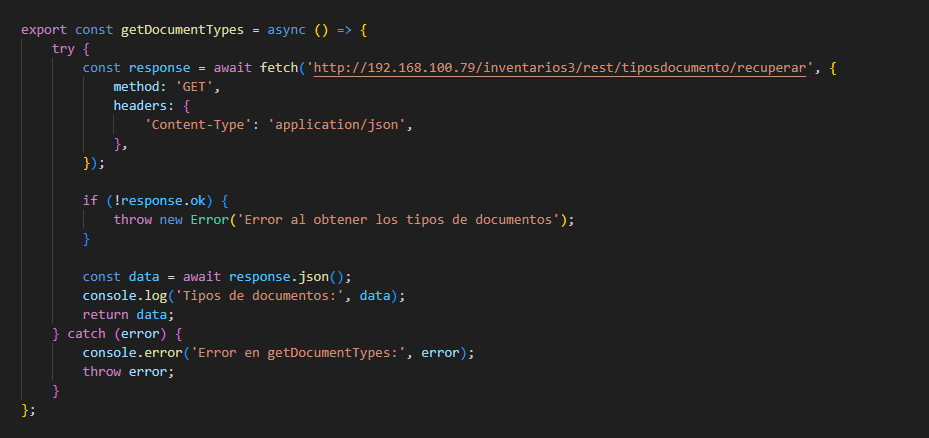 export const getDocumentTypes = async () => {
    try {
        const response = await fetch('http://192.168.100.79/inventarios3/rest/tiposdocumento/recuperar', {
            method: 'GET',
            headers: {
                'Content-Type': 'application/json',
            },
        });

        if (!response.ok) {
            throw new Error('Error al obtener los tipos de documentos');
        }

        const data = await response.json();
        console.log('Tipos de documentos:', data);
        return data;
    } catch (error) {
        console.error('Error en getDocumentTypes:', error);
        throw error;
    }
};